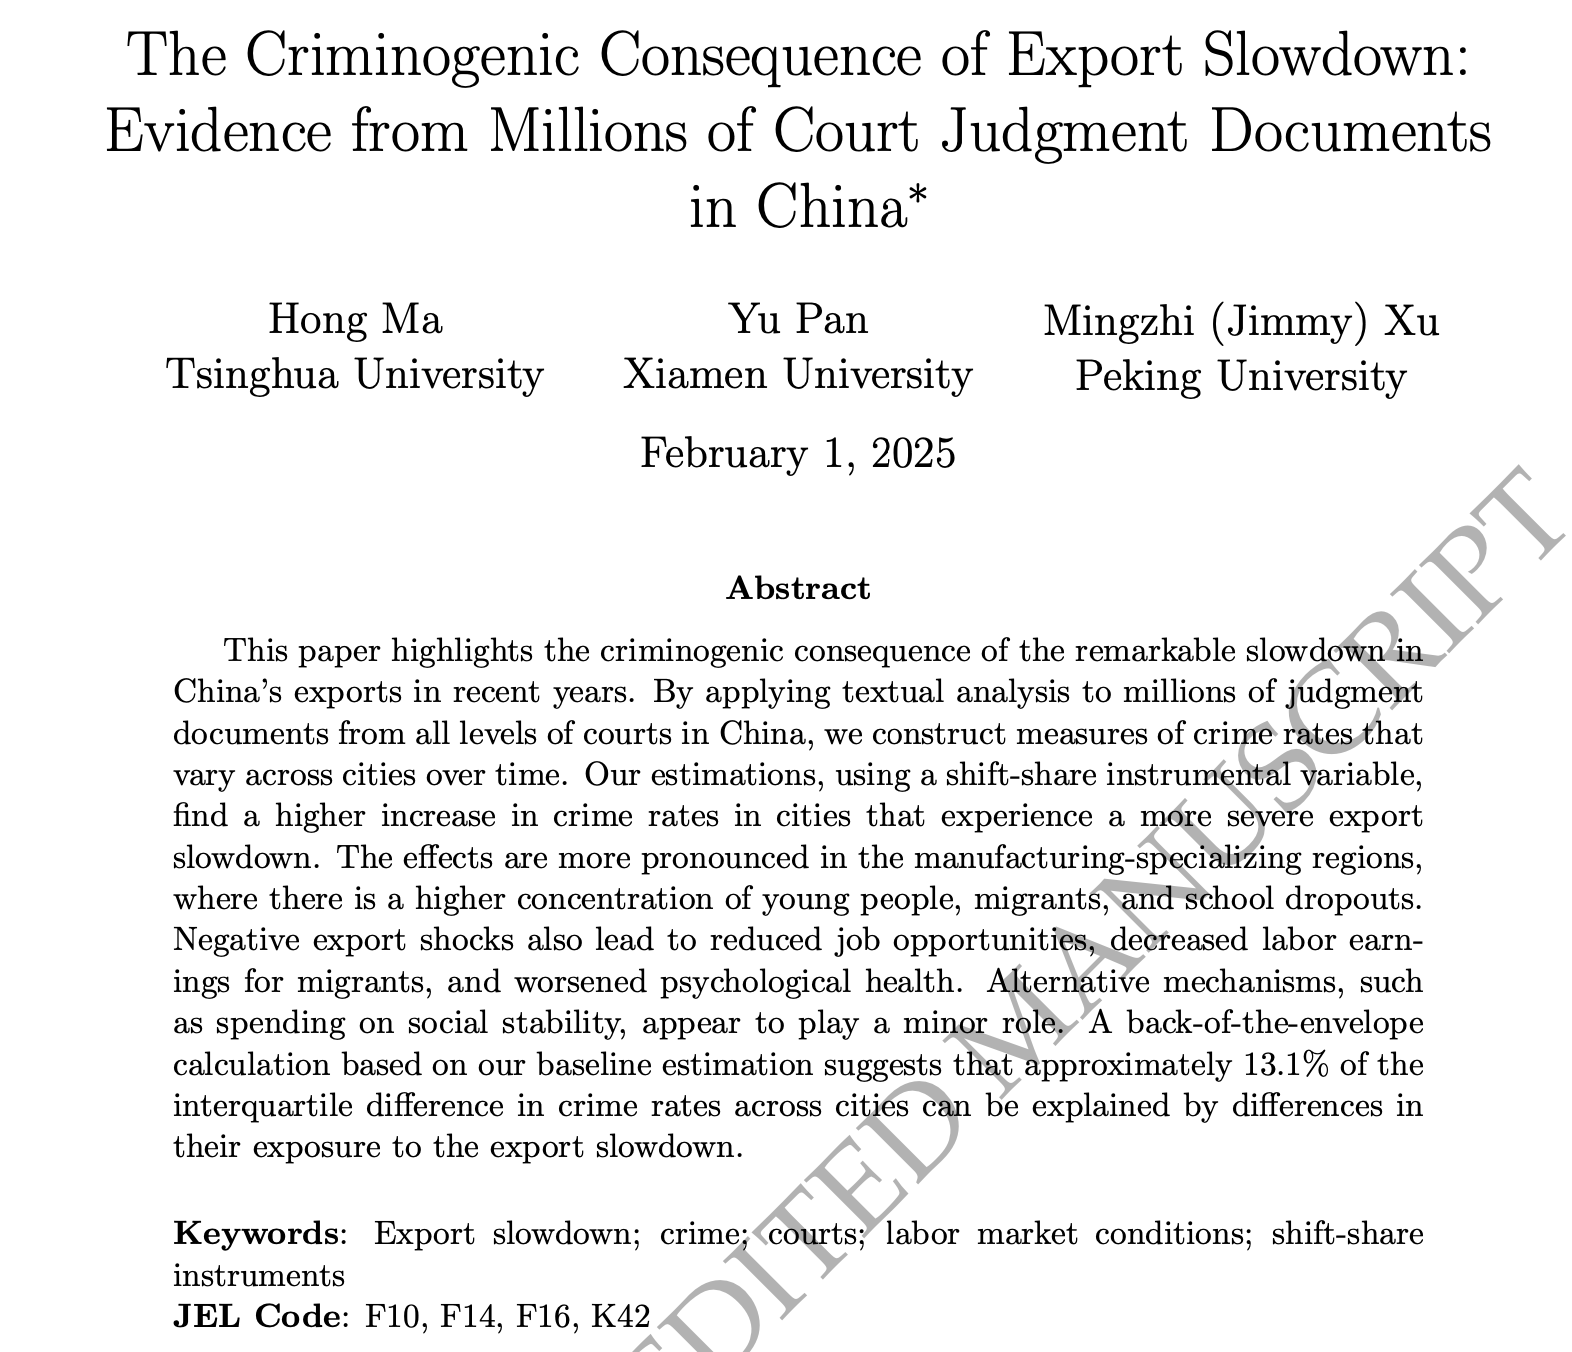 The Criminogenic Consequence of Export Slowdown:
Evidence from Millions of Court Judgment Documents
in China*
Hong Ma
Tsinghua University
Yu Pan
Xiamen University
Mingzhi (Jimmy) Xu
Peking University
February 1, 2025
Abstract
This paper highlights the criminogenic consequence of the remarkable slowdown in
China's exports in recent years. By applying textual analysis to millions of judgment
documents from all levels of courts in China, we construct measures of crime rates that
vary across cities over time. Our estimations, using a shift-share instrumental variable,
find a higher increase in crime rates in cities that experience a more severe export
slowdown. The effects are more pronounced in the manufacturing-specializing regions,
where there is a higher concentration of young people, migrants, and school dropouts.
Negative export shocks also lead to reduced job opportunities, decreased labor earn-
ings for migrants, and worsened psychological health. Alternative mechanisms, such
as spending on social stability, appear to play a minor role. A back-of-the-envelope
calculation based on our baseline estimation suggests that approximately 13.1% of the
interquartile difference in crime rates across cities can be explained by differences in
their exposure to the export slowdown.
Keywords: Export slowdown; crime; courts; labor market conditions; shift-share
instruments
JEL Code: F10, F14, F16, K42
EDITED MANUSCRIPT